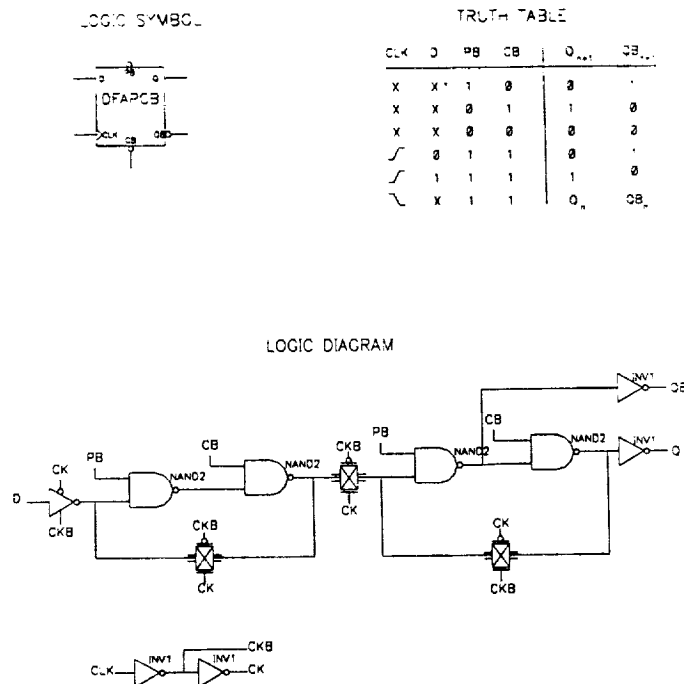 LOGIC SYMBOL
D Q
DFAPCB
CLK QB
CB
TRUTH TABLE
CLK D PB CB
X X 1 0 0
X X 0 1 1 0
X X 0 0 0 0
0 1 1 0
1 1 1 1 0
X 1 1 Qn QBn
LOGIC DIAGRAM
INV1
QB
CB
PB
CKB
NAND2
INV1
Q
CB
NAND2
PB
CK
NAND2
NAND2
D
CKB
CK
CKB
CK
CK
CKB
CLK INV1 INV1 CK
CKB